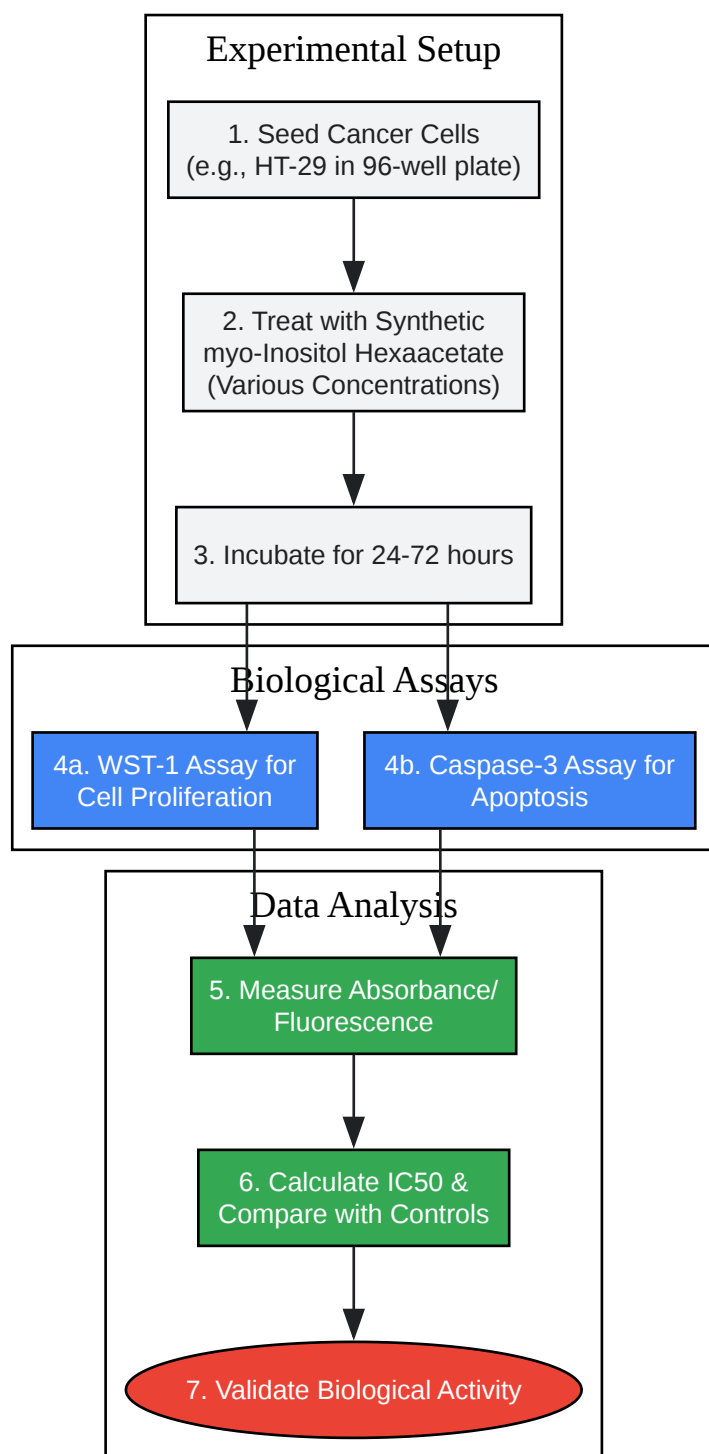 Experimental Setup
1. Seed Cancer Cells
(e.g., HT-29 in 96-well plate)
2. Treat with Synthetic
myo-Inositol Hexaacetate
(Various Concentrations)
3. Incubate for 24-72 hours
Biological Assays
4a. WST-1 Assay for
Cell Proliferation
4b. Caspase-3 Assay for
Apoptosis
Data Analysis
5. Measure Absorbance/
Fluorescence
6. Calculate IC50 &
Compare with Controls
7. Validate Biological Activity